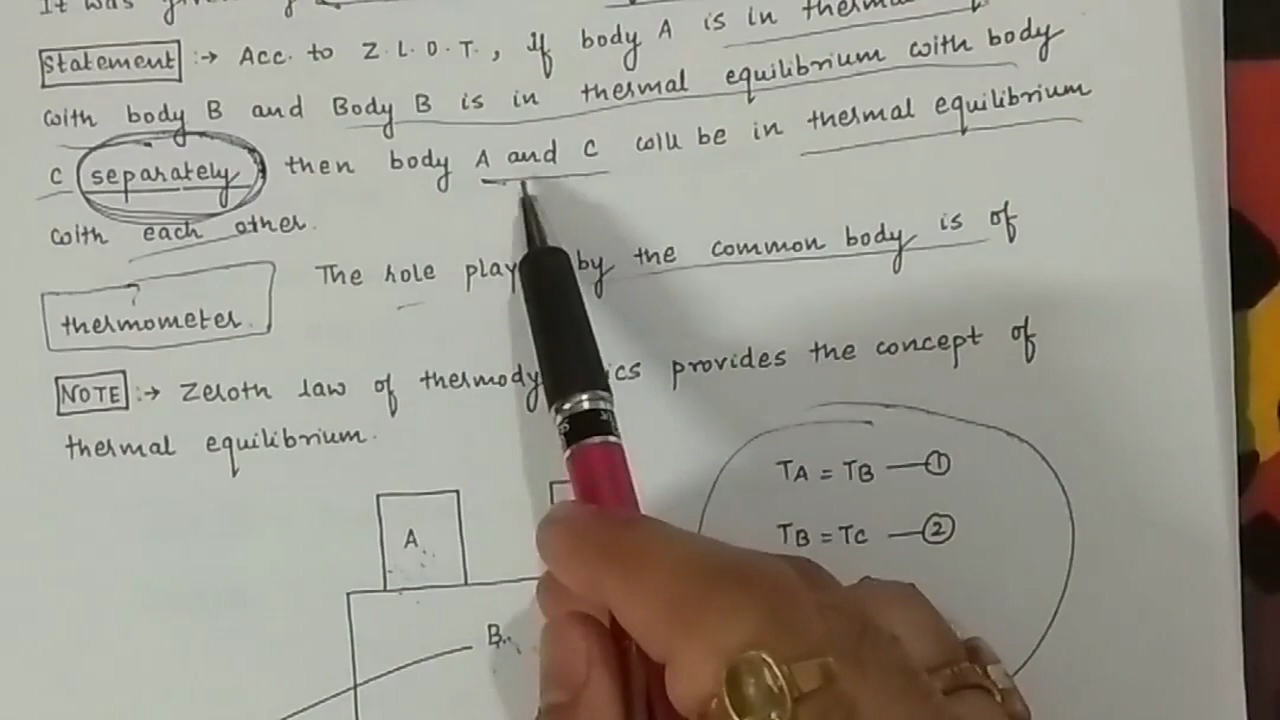 It was
Statement :→ Acc. to Z.L.O.T., If body A is in thermal
with body B and Body B is in thermal equilibrium with body
C separately then body A and C will be in thermal equilibrium
with each other.
The role play by the common body is of
thermometer.
NOTE :→ Zeroth law of thermody ics provides the concept of
thermal equilibrium.
TA = TB —①
A
TB = TC —②
B